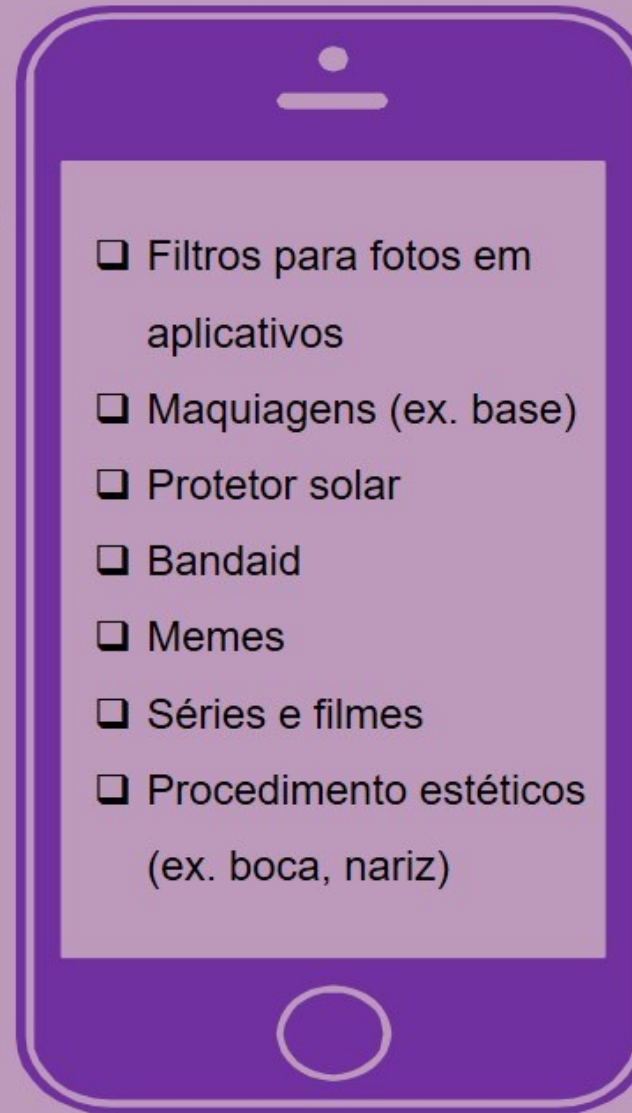 ❑ Filtros para fotos em
aplicativos
❑ Maquiagens (ex. base)
❑ Protetor solar
❑ Bandaid
❑ Memes
❑ Séries e filmes
❑ Procedimento estéticos
(ex. boca, nariz)